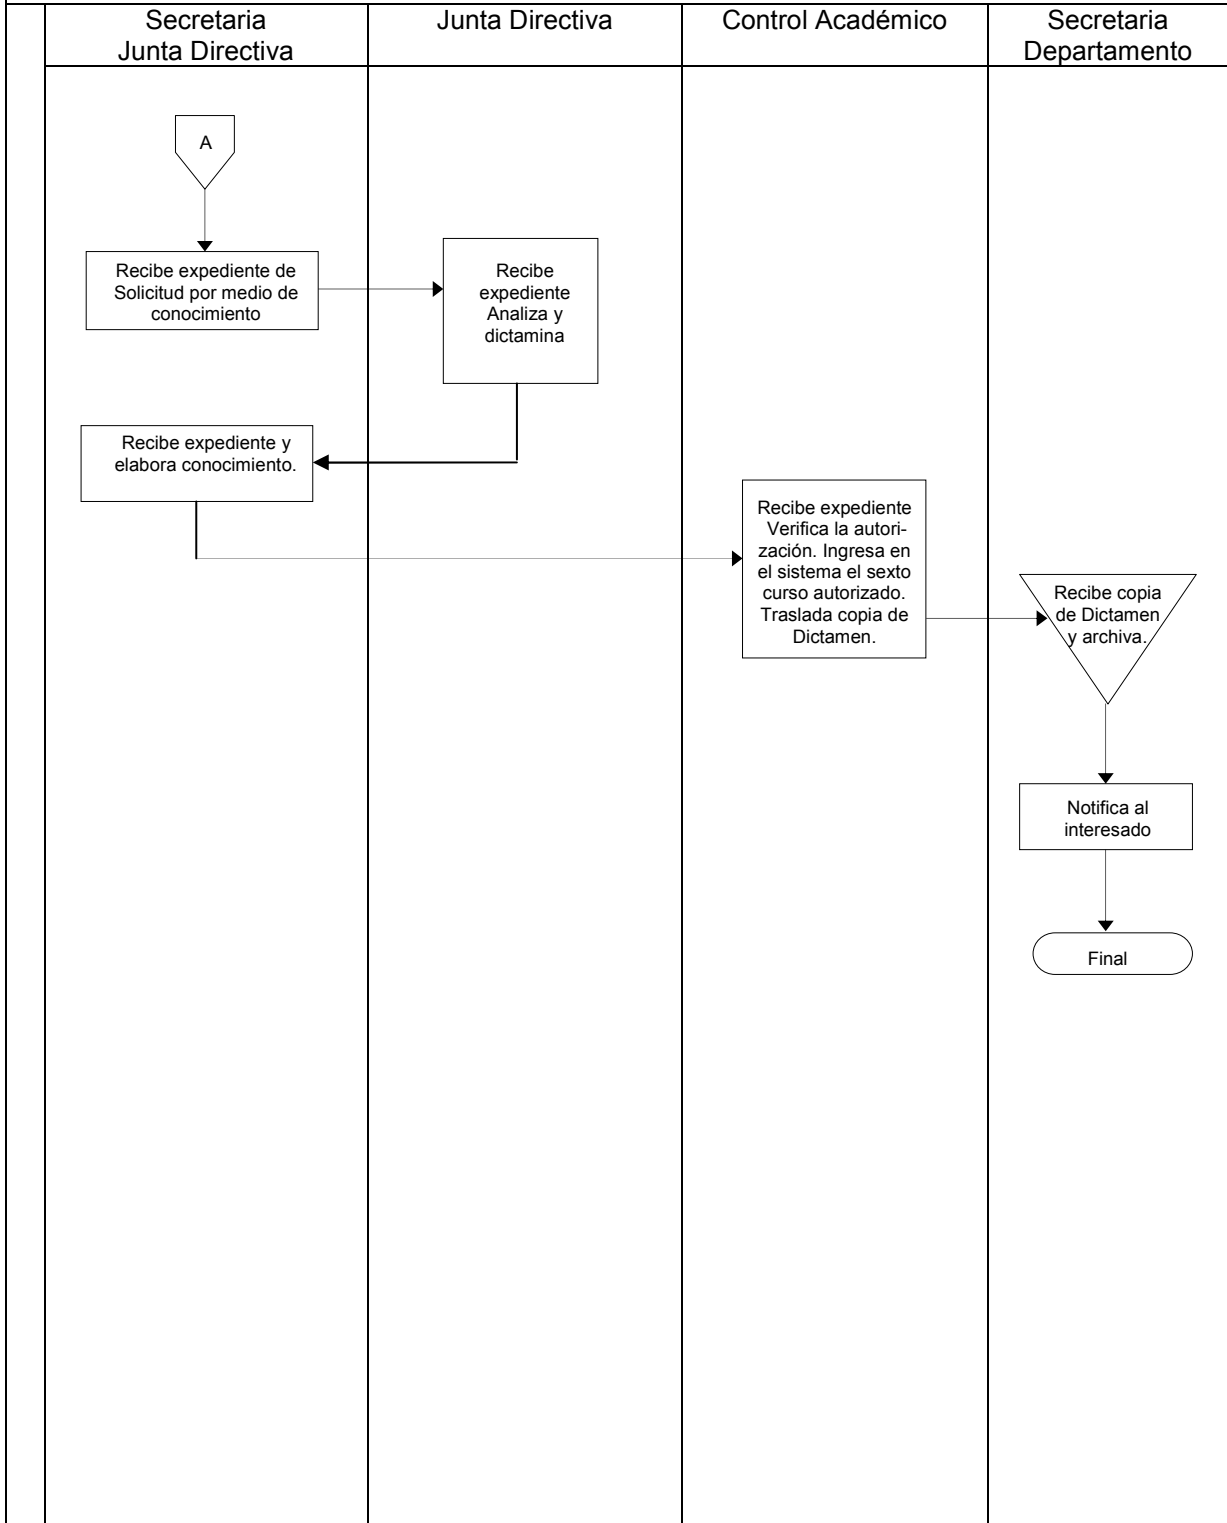 Secretaria
Junta Directiva
Junta Directiva
Control Académico
Secretaria
Departamento
A
Recibe expediente de
Solicitud por medio de
conocimiento
Recibe
expediente
Analiza y
dictamina
Recibe expediente y
elabora conocimiento.
Recibe expediente
Verifica la autori-
zación. Ingresa en
el sistema el sexto
curso autorizado.
Traslada copia de
Dictamen.
Recibe copia
de Dictamen
y archiva.
Notifica al
interesado
Final